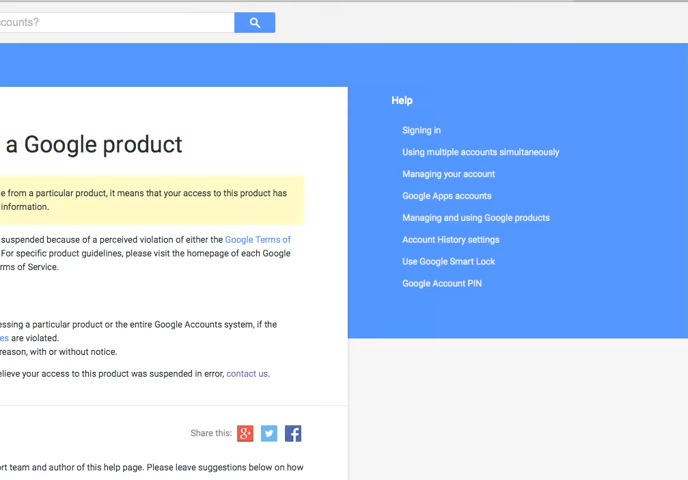 counts?
a Google product
e from a particular product, it means that your access to this product has
information.
suspended because of a perceived violation of either the Google Terms of
For specific product guidelines, please visit the homepage of each Google
rms of Service.
essing a particular product or the entire Google Accounts system, if the
es are violated.
reason, with or without notice.
elieve your access to this product was suspended in error, contact us.
Share this:
ort team and author of this help page. Please leave suggestions below on how
Help
Signing in
Using multiple accounts simultaneously
Managing your account
Google Apps accounts
Managing and using Google products
Account History settings
Use Google Smart Lock
Google Account PIN